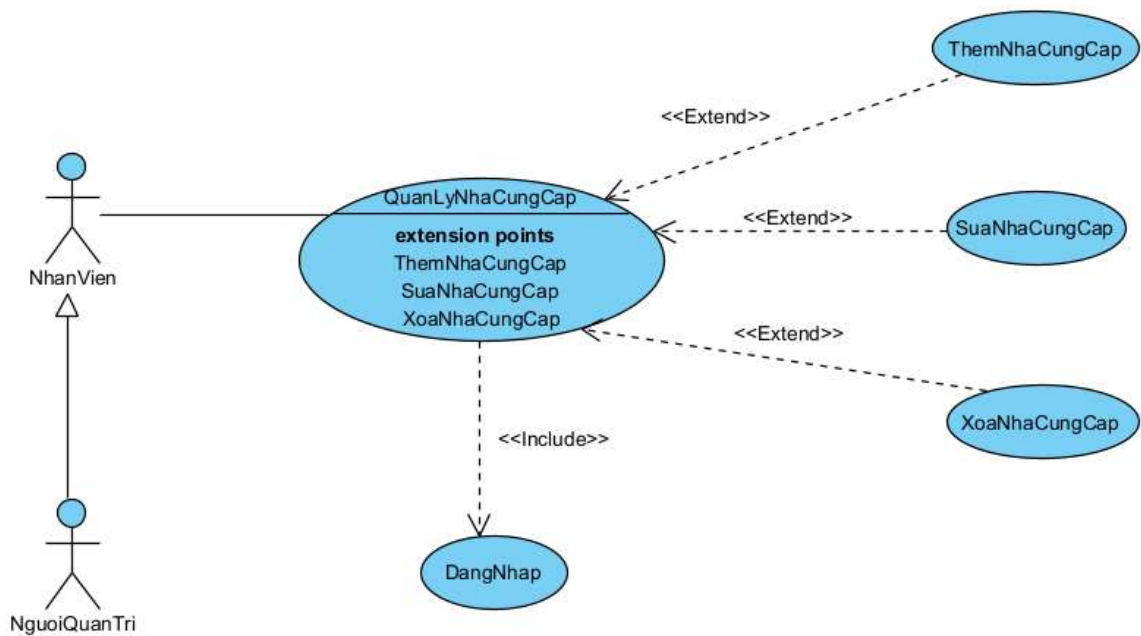 ThemNhaCungCap
<<Extend>>
QuanLyNhaCungCap
<<Extend>>
SuaNhaCungCap
extension points
ThemNhaCungCap
SuaNhaCungCap
XoaNhaCungCap
NhanVien
<<Extend>>
XoaNhaCungCap
<<Include>>
DangNhap
NguoiQuanTri